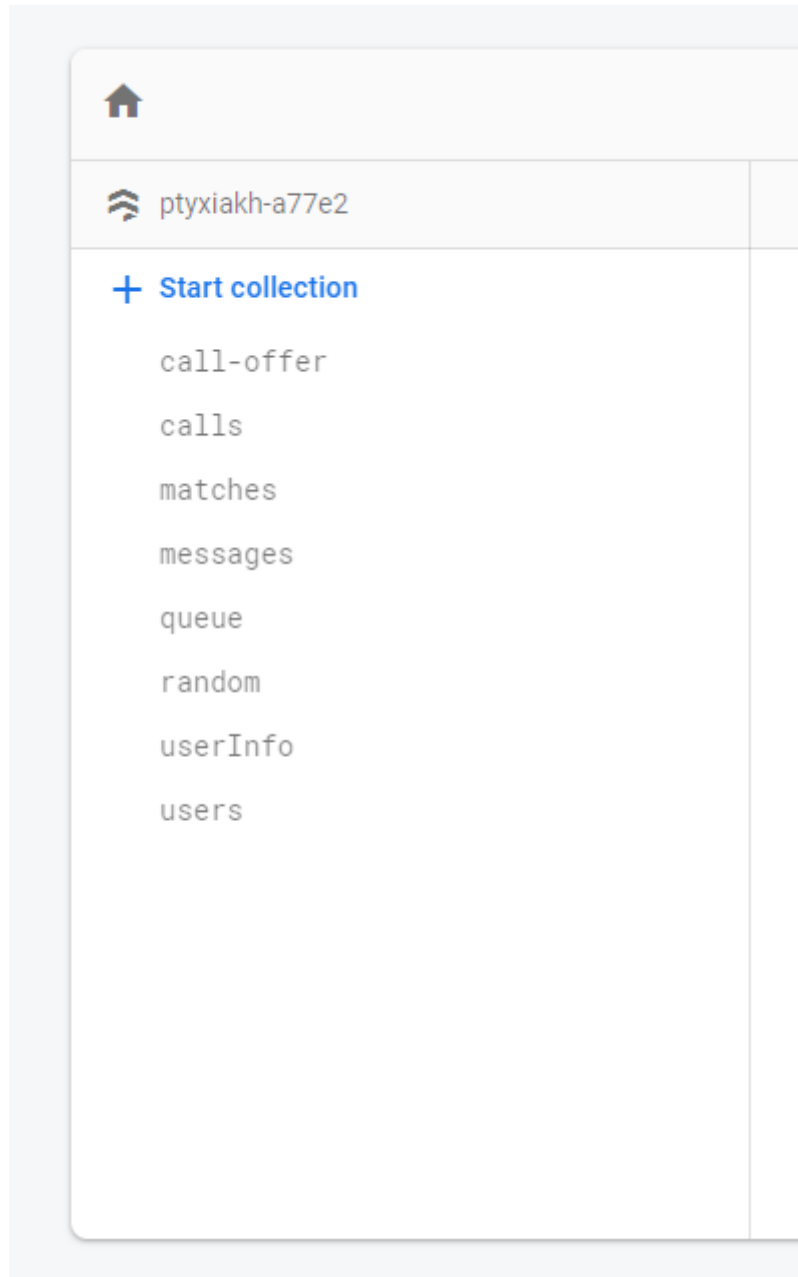 ptyxiakh-a77e2
Start collection
call-offer
calls
matches
messages
queue
random
userInfo
users